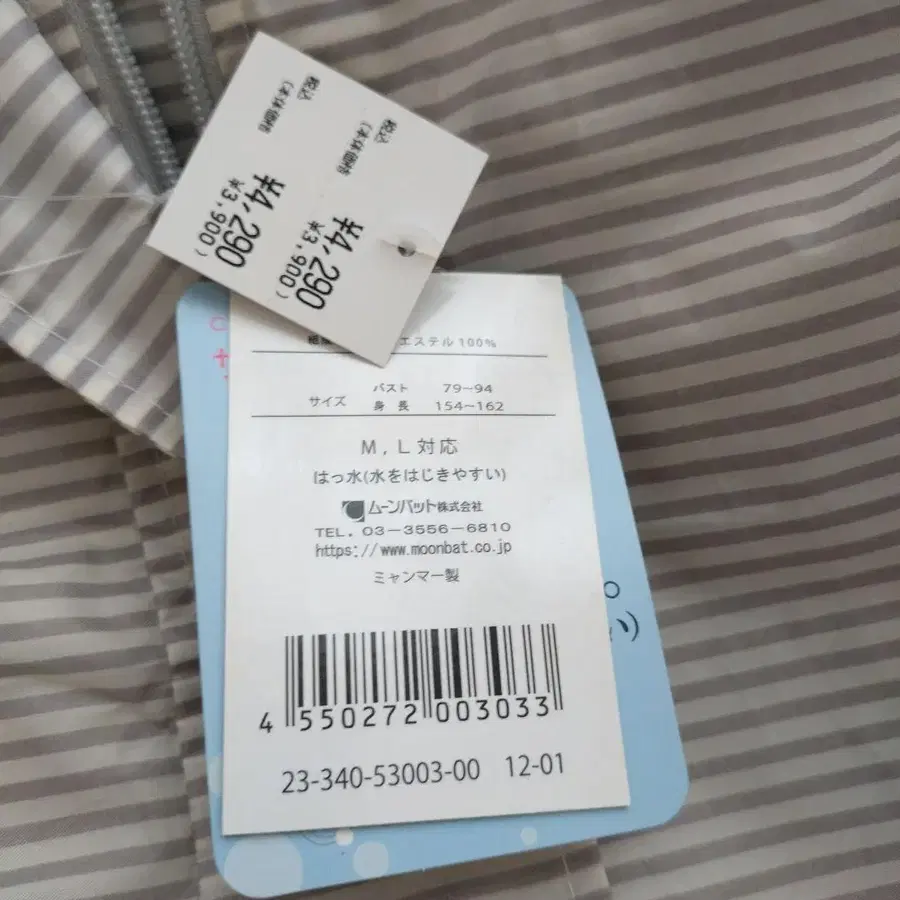 税込
(本体価格
¥4,290
¥3,900)
税込
(本体価格
¥4,290
¥3,900)
エステル100%
サイズ
バスト 79~94
身長 154~162
M,L対応
はっ水(水をはじきやすい)
ムーンバット株式会社
TEL. 03-3556-6810
https://www.moonbat.co.jp
ミャンマー製
4 550272 003033
23-340-53003-00 12-01